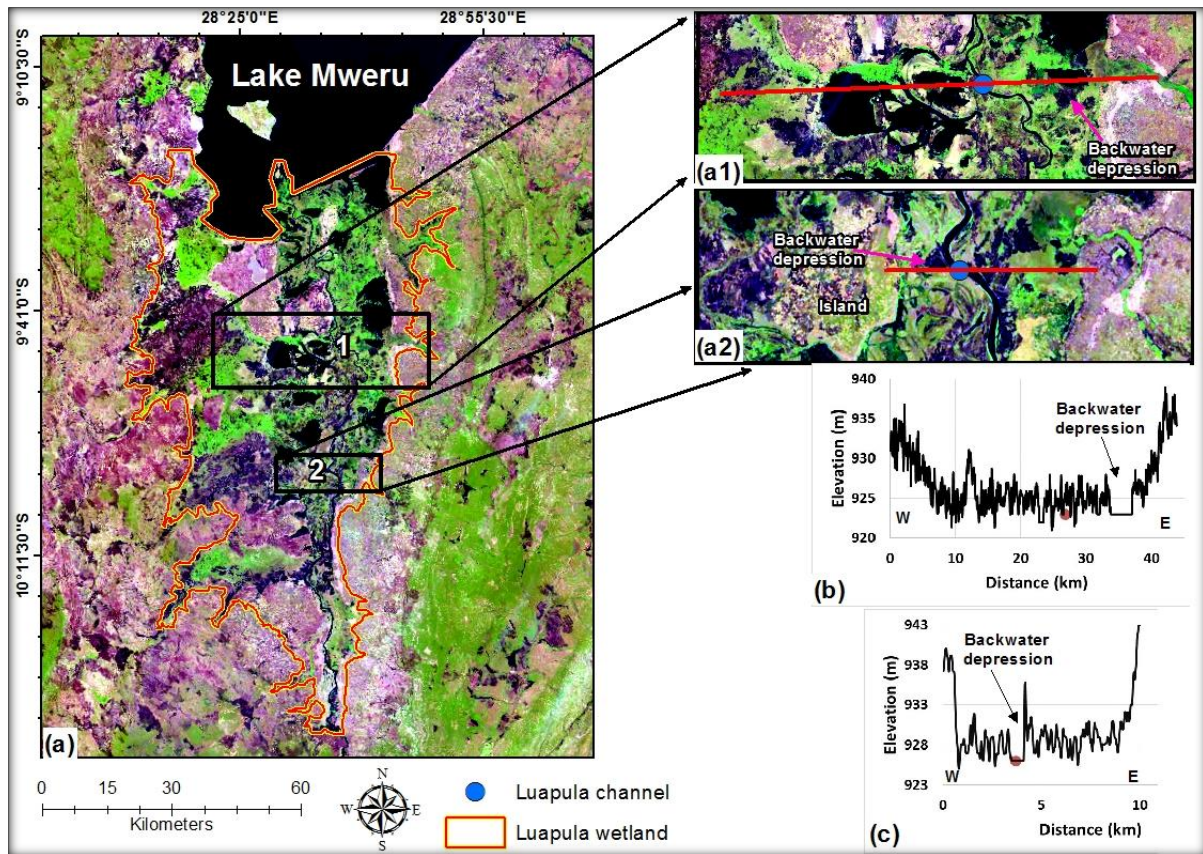 28°25'0"E
28°55'30"E
9°10'30"S
9°41'0"S
10°11'30"S
Lake Mweru
1
2
(a)
Backwater
depression
(a1)
Backwater
depression
Island
(a2)
940
935
930
925
920
Elevation (m)
Backwater
depression
W
E
0
10
20
30
40
Distance (km)
(b)
943
938
933
928
923
Elevation (m)
Backwater
depression
W
E
0
5
10
Distance (km)
(c)
0
15
30
60
Kilometers
N
W
E
S
Luapula channel
Luapula wetland